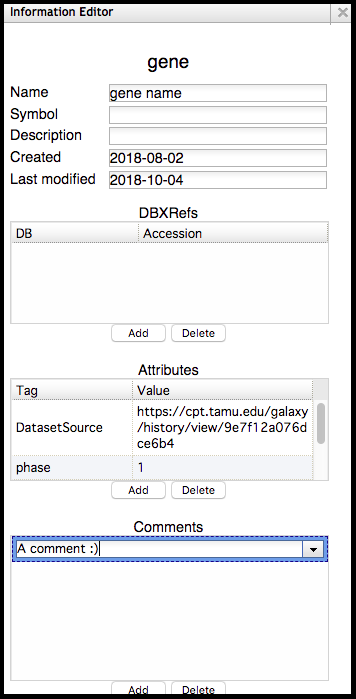 Information Editor
gene
Name gene name
Symbol
Description
Created 2018-08-02
Last modified 2018-10-04
DBXRefs
DB Accession
Add Delete
Attributes
Tag Value
DatasetSource https://cpt.tamu.edu/galaxy
/history/view/9e7f12a076d
ce6b4
phase 1
Add Delete
Comments
A comment :)
Add Delete